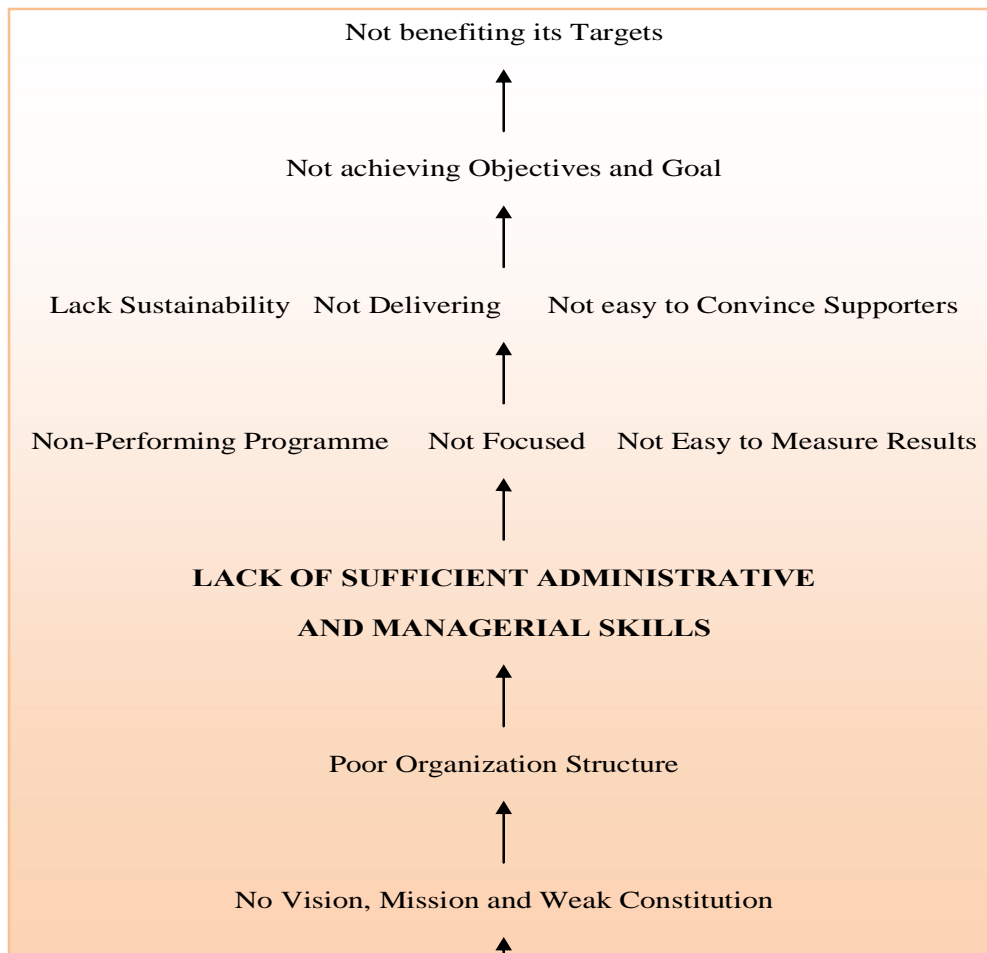 Not benefiting its Targets
Not achieving Objectives and Goal
Lack Sustainability Not Delivering Not easy to Convince Supporters
Non-Performing Programme Not Focused Not Easy to Measure Results
LACK OF SUFFICIENT ADMINISTRATIVE
AND MANAGERIAL SKILLS
Poor Organization Structure
No Vision, Mission and Weak Constitution